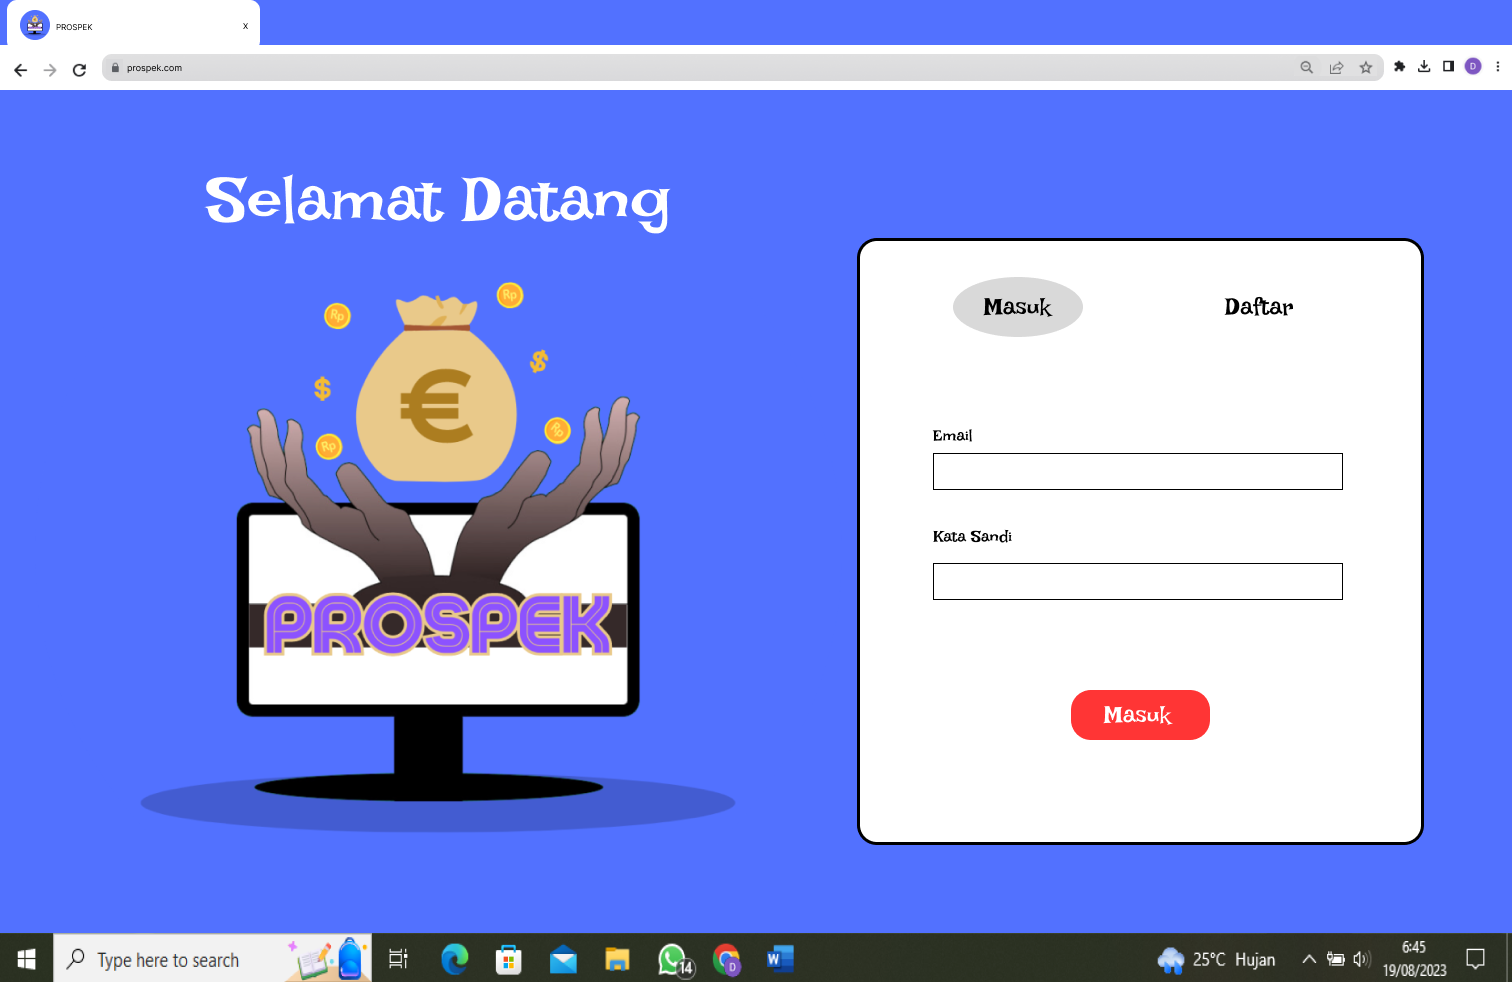 PROSPEK
x
prospek.com
D
Selamat Datang
Rp
Rp
$
$
€
Rp
Rp
PROSPEK
Masuk
Daftar
Email
Kata Sandi
Masuk
Type here to search
14
D
W
25°C Hujan
6:45
19/08/2023